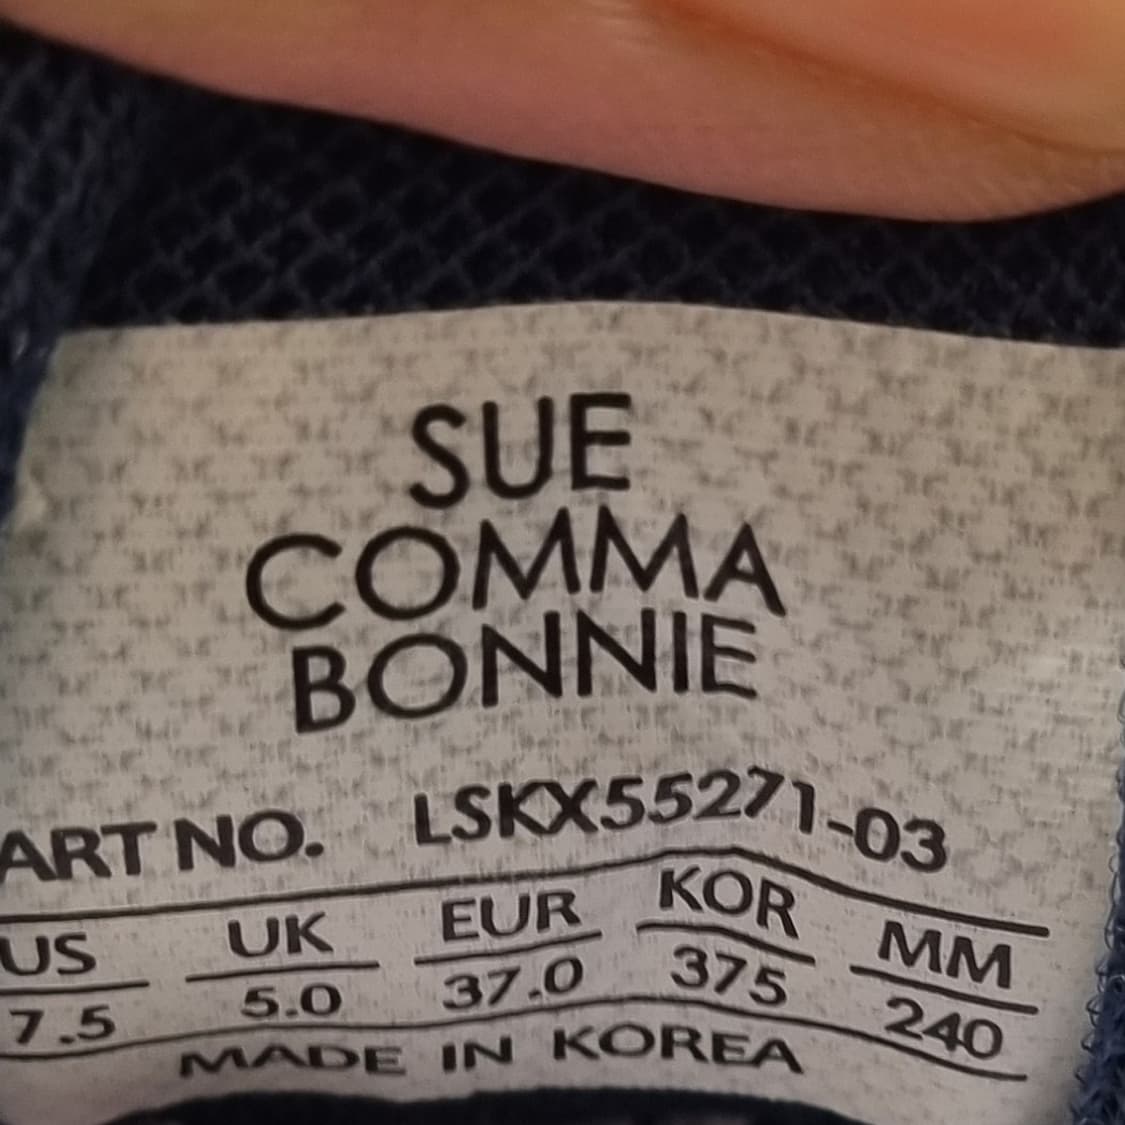 SUE
COMMA
BONNIE
ART NO. LSKX55271-03
US UK EUR KOR MM
7.5 5.0 37.0 375 240
MADE IN KOREA